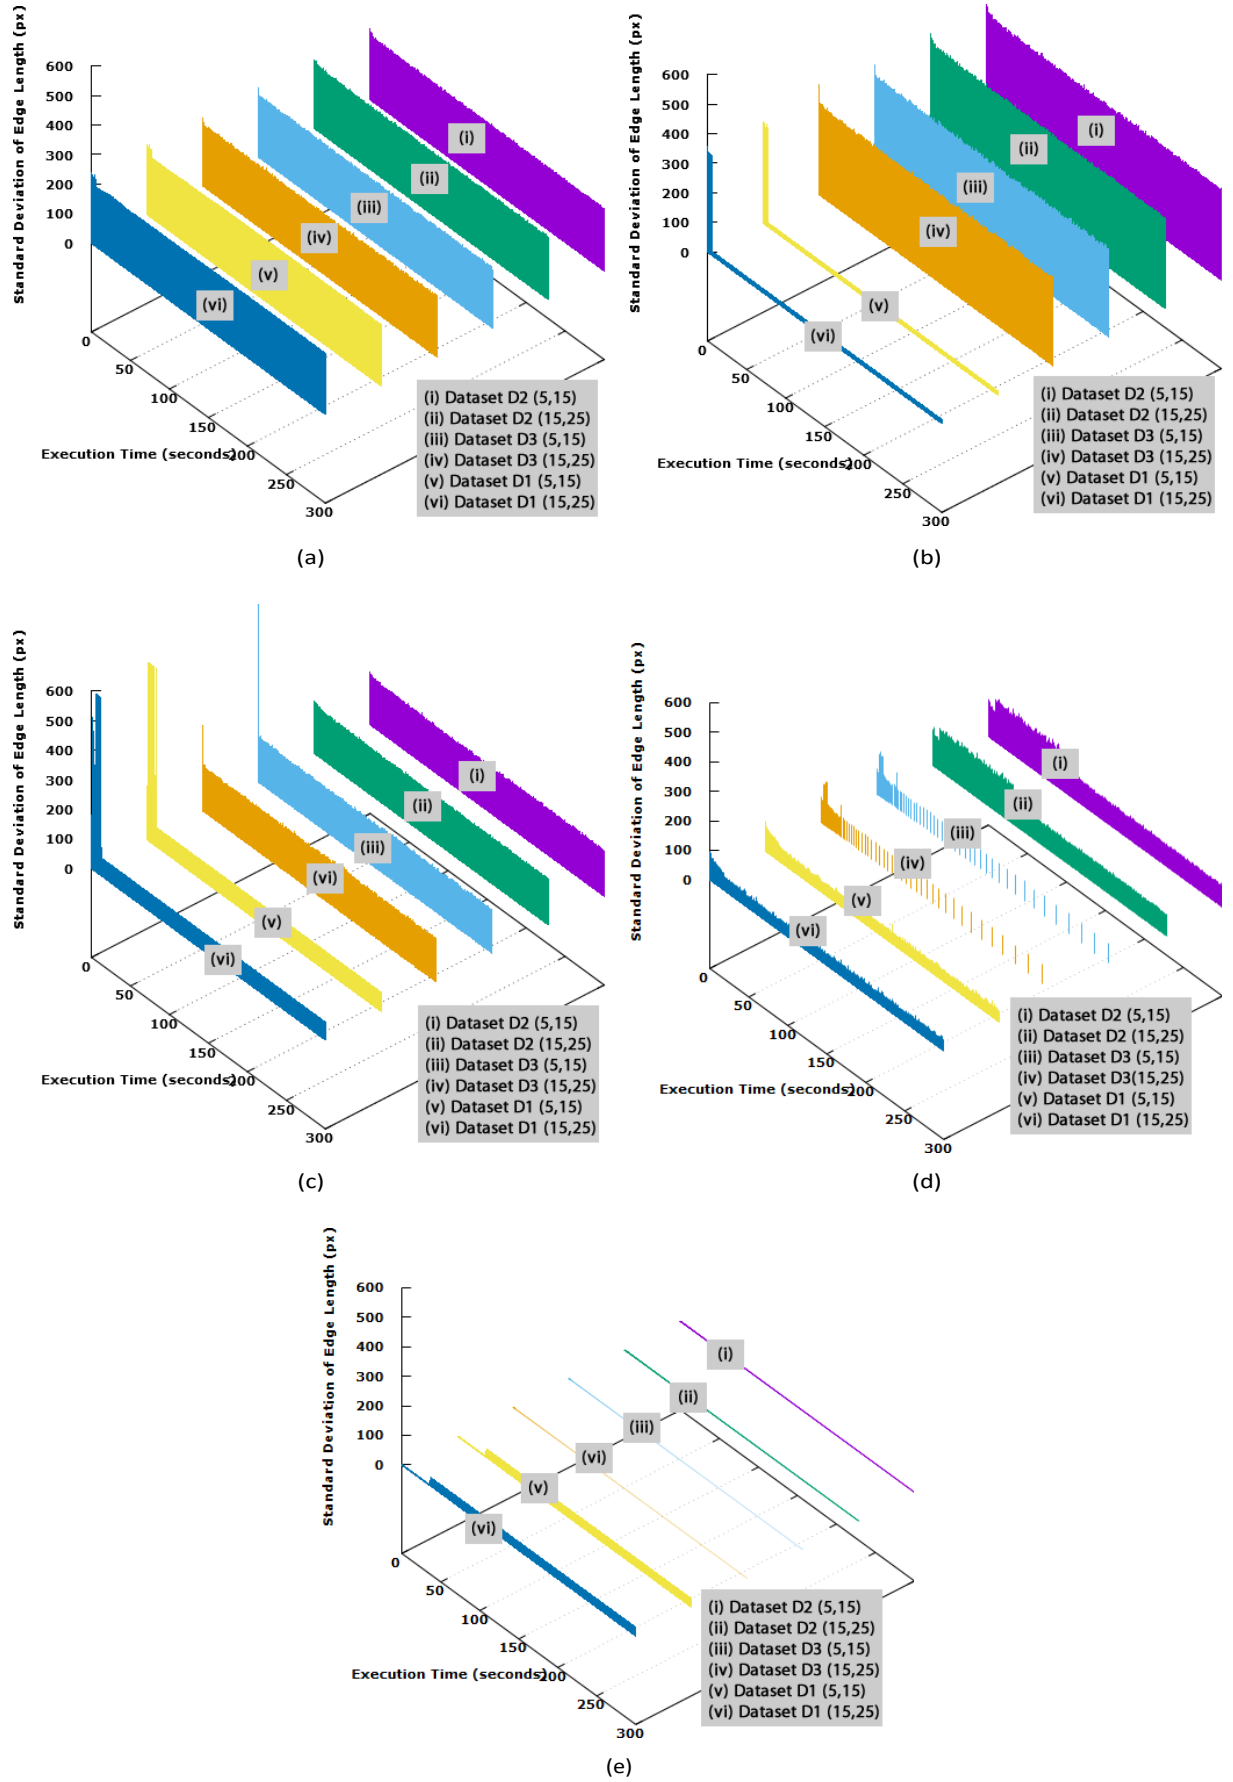 Standard Deviation of Edge Length (px)
600
500
400
300
200
100
0
0
50
100
150
200
250
300
Execution Time (seconds)
(i)
(ii)
(iii)
(iv)
(v)
(vi)
(i) Dataset D2 (5,15)
(ii) Dataset D2 (15,25)
(iii) Dataset D3 (5,15)
(iv) Dataset D3 (15,25)
(v) Dataset D1 (5,15)
(vi) Dataset D1 (15,25)
(a)
Standard Deviation of Edge Length (px)
600
500
400
300
200
100
0
0
50
100
150
200
250
300
Execution Time (seconds)
(i)
(ii)
(iii)
(iv)
(v)
(vi)
(i) Dataset D2 (5,15)
(ii) Dataset D2 (15,25)
(iii) Dataset D3 (5,15)
(iv) Dataset D3 (15,25)
(v) Dataset D1 (5,15)
(vi) Dataset D1 (15,25)
(b)
Standard Deviation of Edge Length (px)
600
500
400
300
200
100
0
0
50
100
150
200
250
300
Execution Time (seconds)
(i)
(ii)
(iii)
(vi)
(v)
(vi)
(i) Dataset D2 (5,15)
(ii) Dataset D2 (15,25)
(iii) Dataset D3 (5,15)
(iv) Dataset D3 (15,25)
(v) Dataset D1 (5,15)
(vi) Dataset D1 (15,25)
(c)
Standard Deviation of Edge Length (px)
600
500
400
300
200
100
0
0
50
100
150
200
250
300
Execution Time (seconds)
(i)
(ii)
(iii)
(iv)
(v)
(vi)
(i) Dataset D2 (5,15)
(ii) Dataset D2 (15,25)
(iii) Dataset D3 (5,15)
(iv) Dataset D3(15,25)
(v) Dataset D1 (5,15)
(vi) Dataset D1 (15,25)
(d)
Standard Deviation of Edge Length (px)
600
500
400
300
200
100
0
0
50
100
150
200
250
300
Execution Time (seconds)
(i)
(ii)
(iii)
(vi)
(v)
(vi)
(i) Dataset D2 (5,15)
(ii) Dataset D2 (15,25)
(iii) Dataset D3 (5,15)
(iv) Dataset D3 (15,25)
(v) Dataset D1 (5,15)
(vi) Dataset D1 (15,25)
(e)